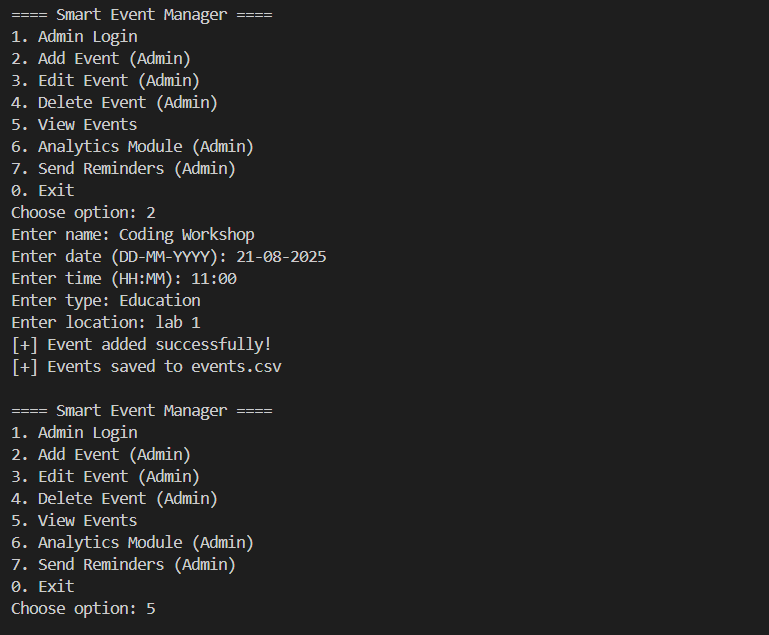 ==== Smart Event Manager ====
1. Admin Login
2. Add Event (Admin)
3. Edit Event (Admin)
4. Delete Event (Admin)
5. View Events
6. Analytics Module (Admin)
7. Send Reminders (Admin)
0. Exit
Choose option: 2
Enter name: Coding Workshop
Enter date (DD-MM-YYYY): 21-08-2025
Enter time (HH:MM): 11:00
Enter type: Education
Enter location: lab 1
[+] Event added successfully!
[+] Events saved to events.csv

==== Smart Event Manager ====
1. Admin Login
2. Add Event (Admin)
3. Edit Event (Admin)
4. Delete Event (Admin)
5. View Events
6. Analytics Module (Admin)
7. Send Reminders (Admin)
0. Exit
Choose option: 5